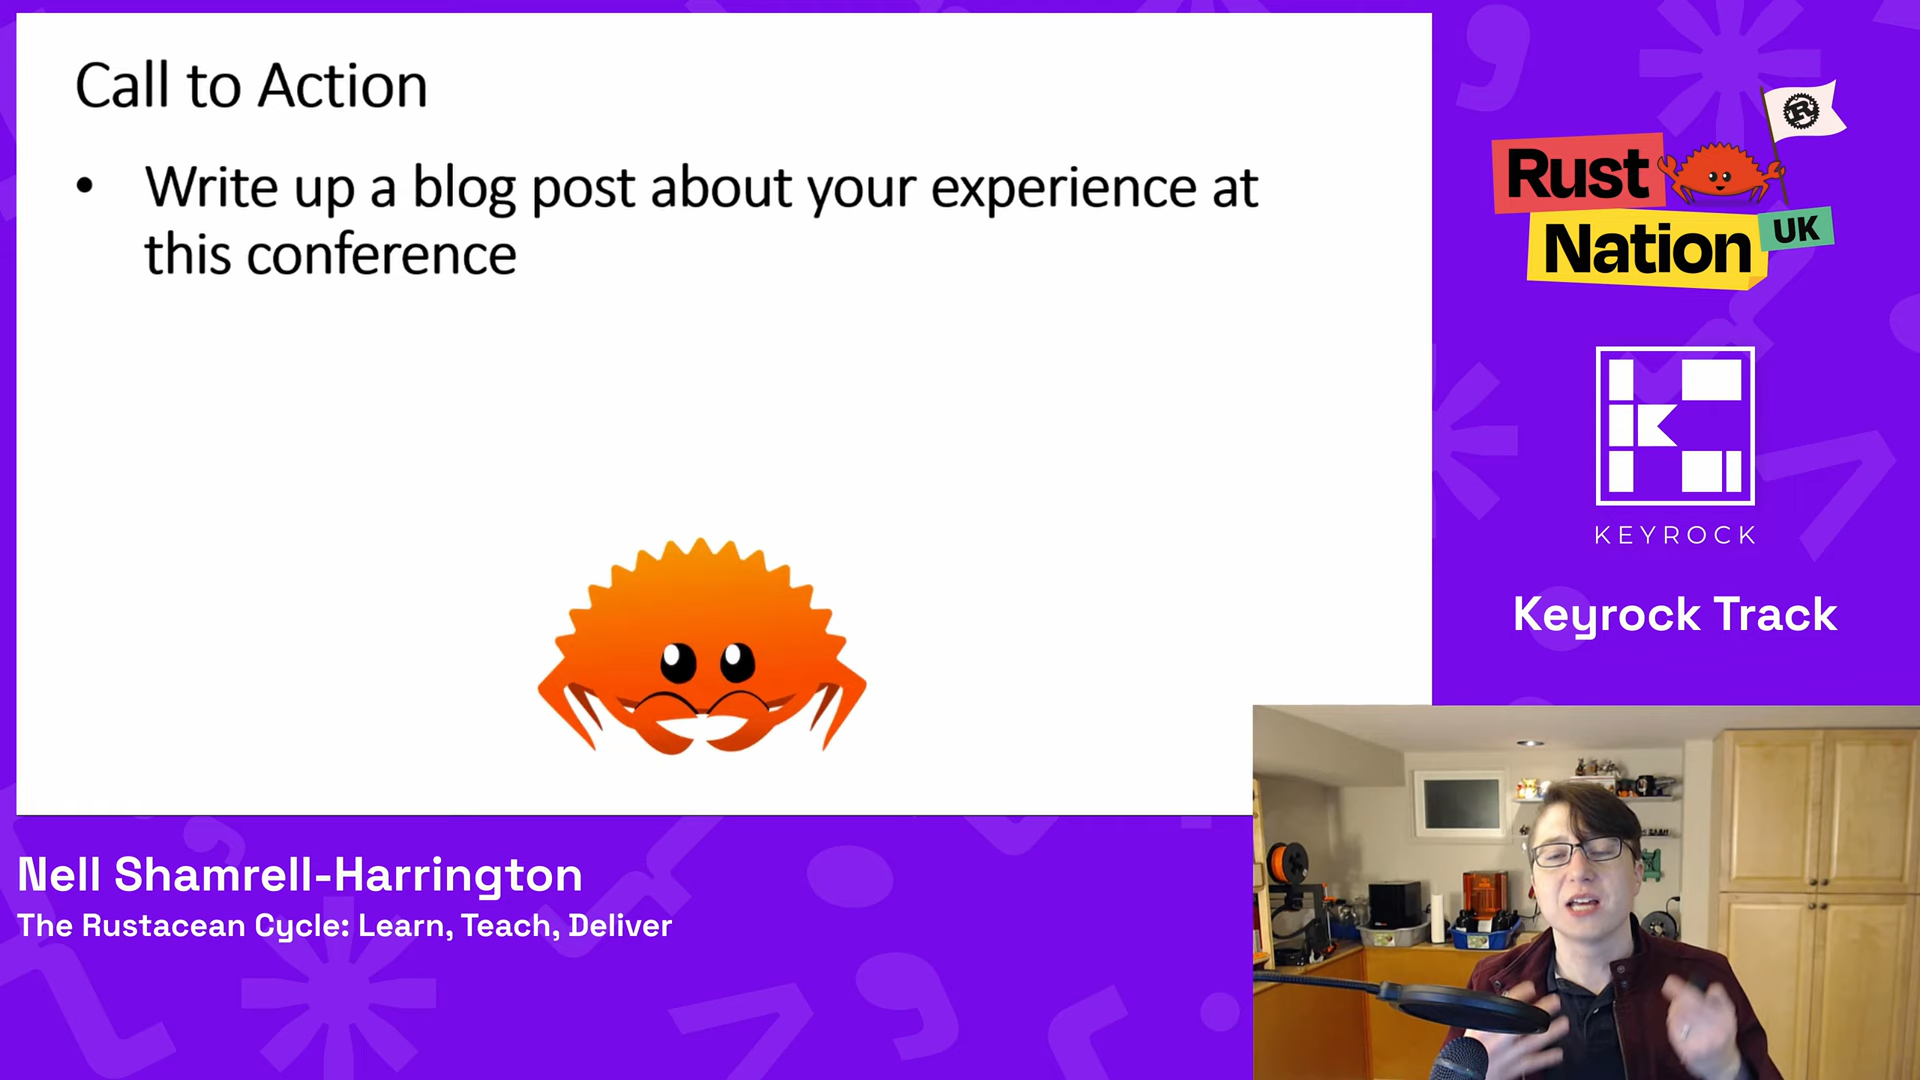 Call to Action
• Write up a blog post about your experience at
this conference
Rust
Nation
UK
R
KEYROCK
Keyrock Track
Nell Shamrell-Harrington
The Rustacean Cycle: Learn, Teach, Deliver